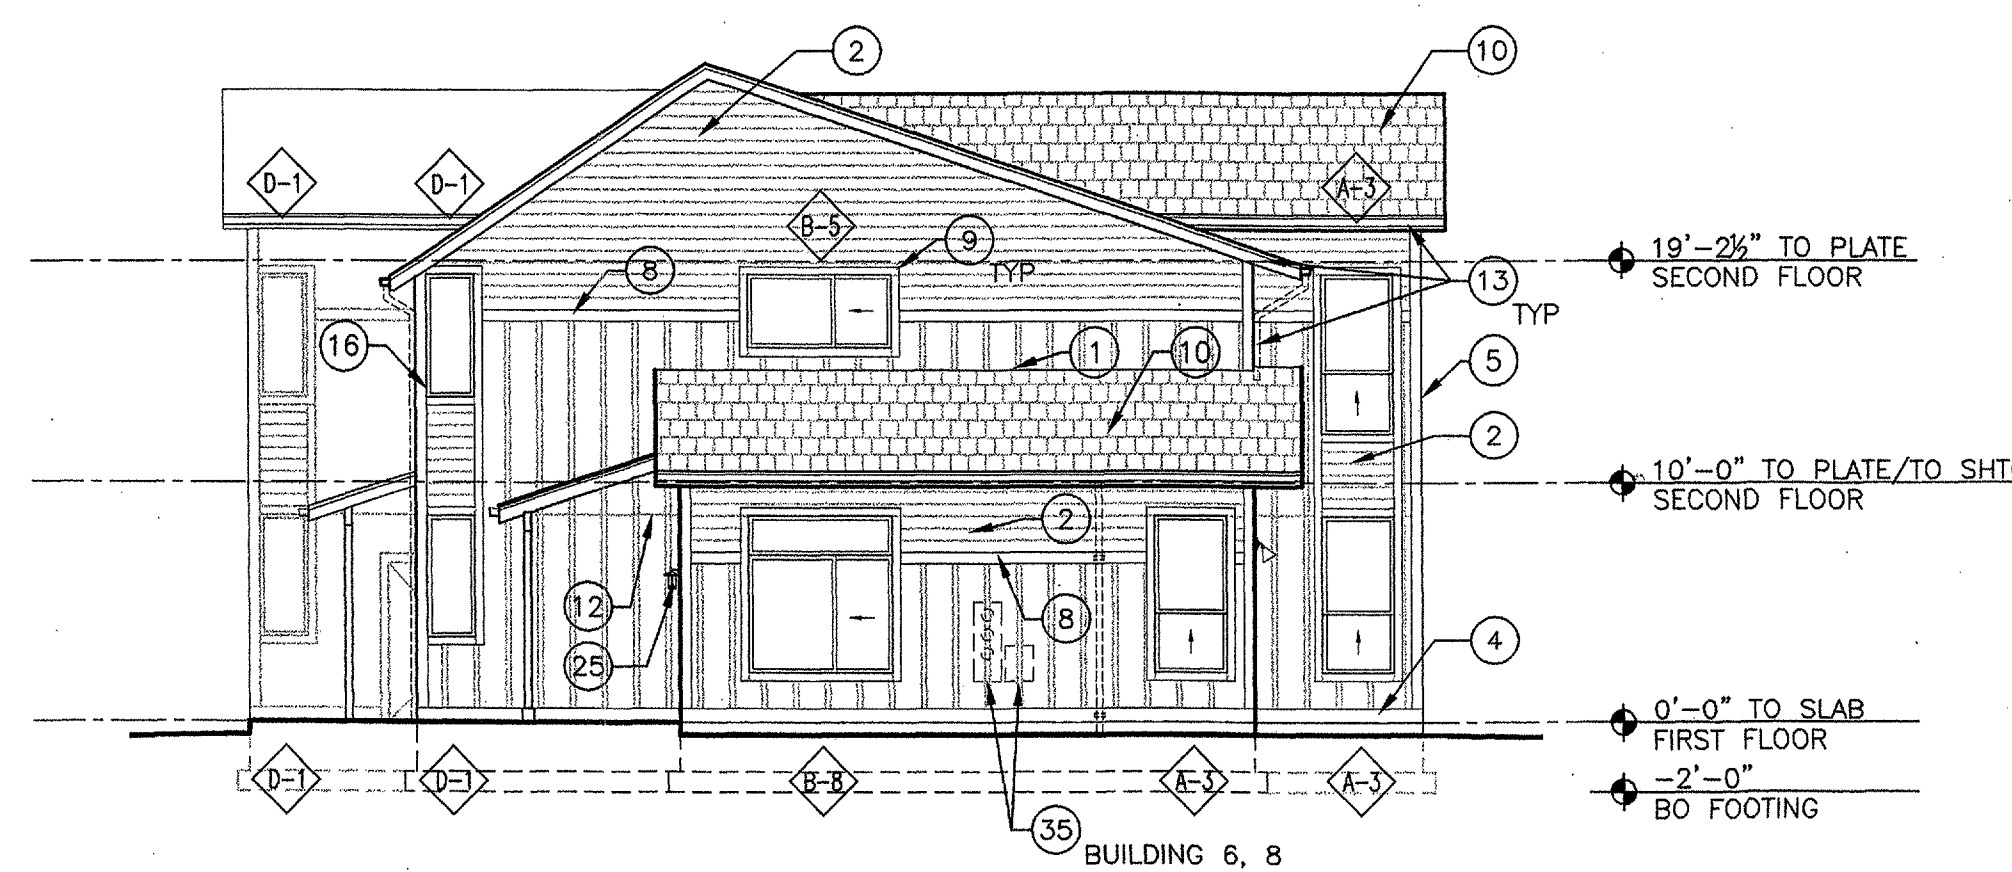 2
10
D-1
D-1
A-3
B-5
9
TYP
8
19'-2½" TO PLATE
SECOND FLOOR
13
TYP
16
1
10
5
2
10'-0" TO PLATE/TO SHT
SECOND FLOOR
2
12
8
25
4
0'-0" TO SLAB
FIRST FLOOR
D-1
D-1
B-8
A-3
A-3
-2'-0"
BO FOOTING
35
BUILDING 6, 8